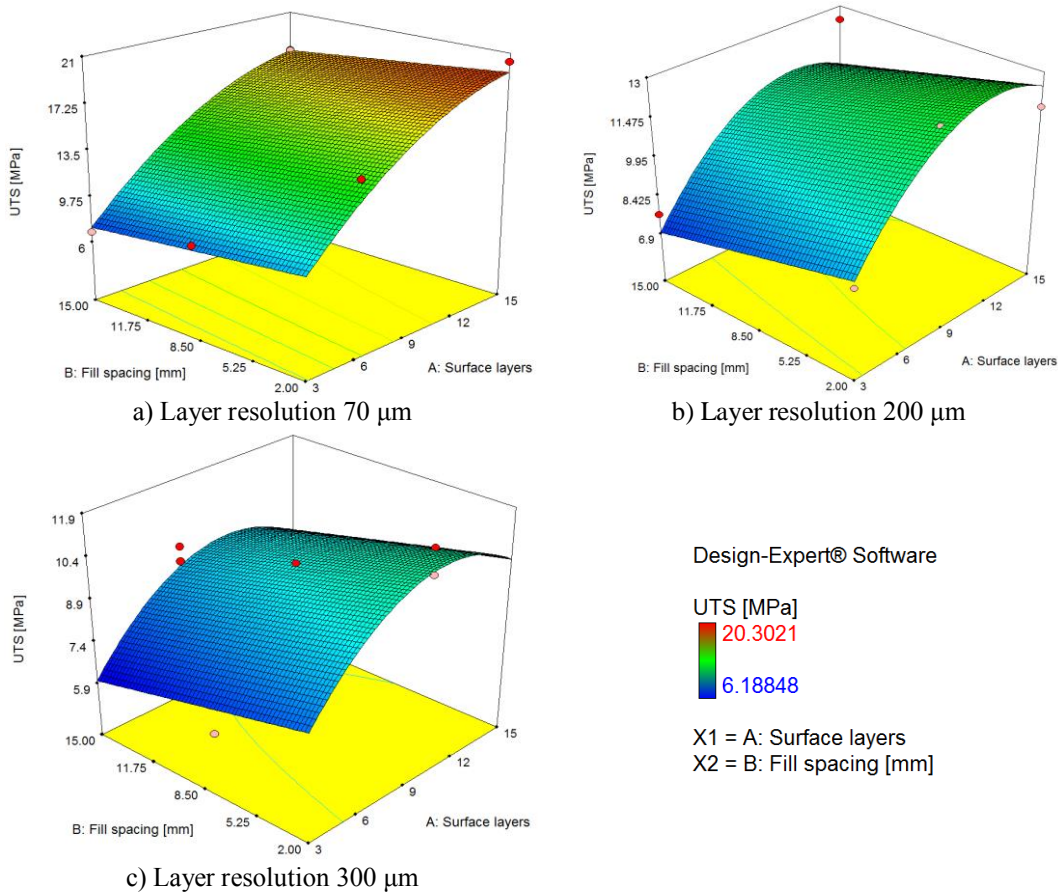 21
17.25
13.5
9.75
6
UTS [MPa]
15.00
11.75
8.50
5.25
2.00
B: Fill spacing [mm]
3
6
9
12
15
A: Surface layers
a) Layer resolution 70 μm
13
11.475
9.95
8.425
6.9
UTS [MPa]
15.00
11.75
8.50
5.25
2.00
B: Fill spacing [mm]
3
6
9
12
15
A: Surface layers
b) Layer resolution 200 μm
11.9
10.4
8.9
7.4
5.9
UTS [MPa]
15.00
11.75
8.50
5.25
2.00
B: Fill spacing [mm]
3
6
9
12
15
A: Surface layers
c) Layer resolution 300 μm
Design-Expert® Software
UTS [MPa]
20.3021
6.18848
X1 = A: Surface layers
X2 = B: Fill spacing [mm]